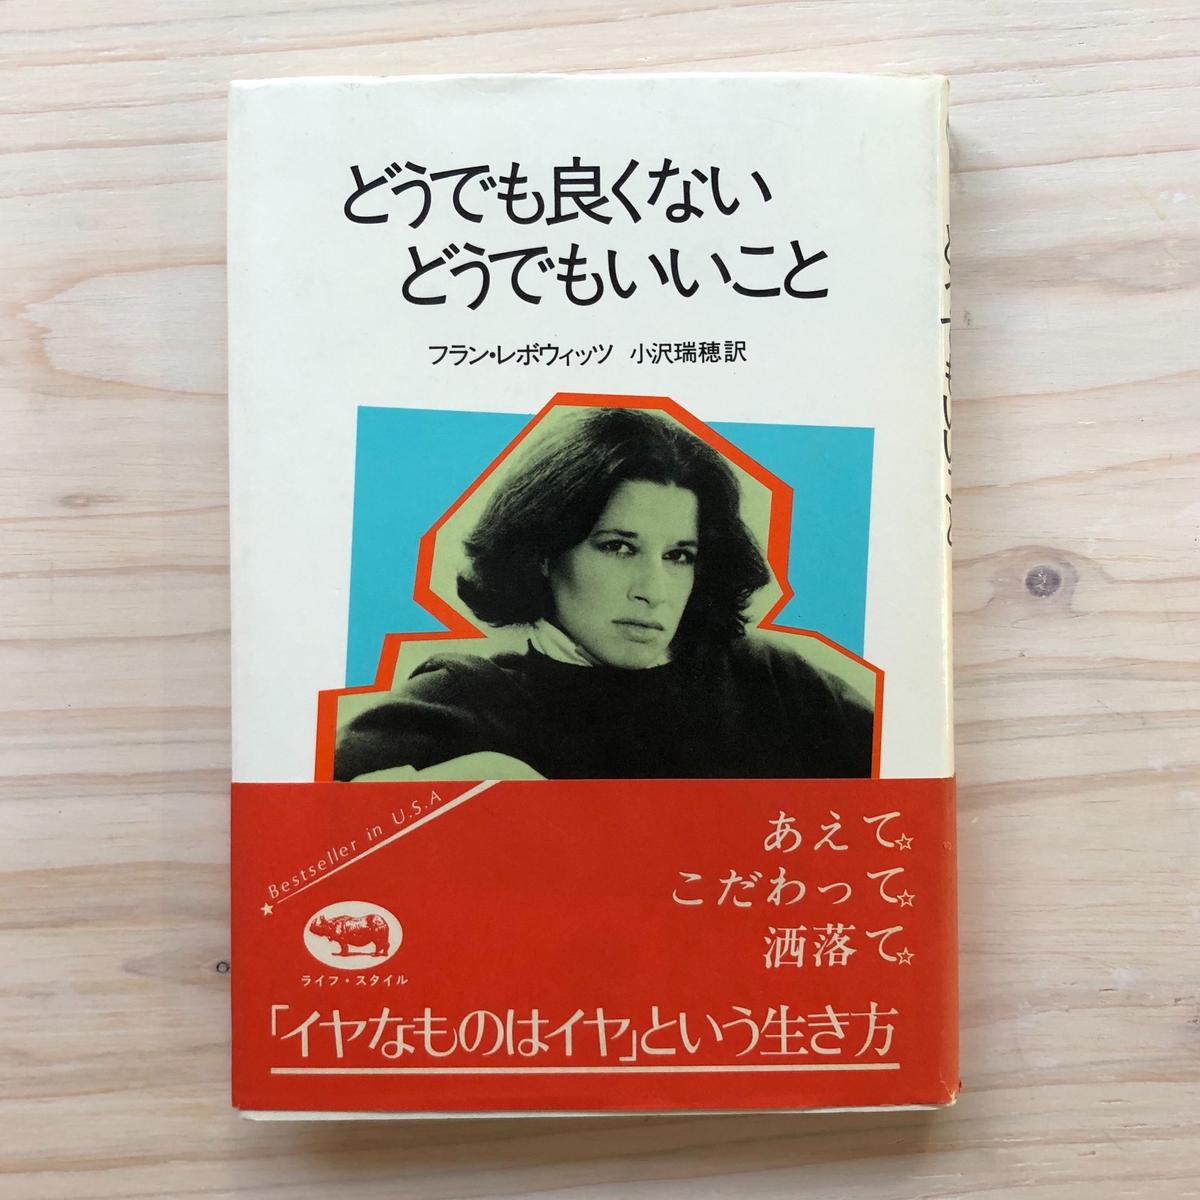 どうでも良くない
どうでもいいこと
フラン・レボウィッツ 小沢瑞穂訳
Bestseller in U.S.A
あえて☆
こだわって☆
洒落て☆
ライフ・スタイル
「イヤなものはイヤ」という生き方